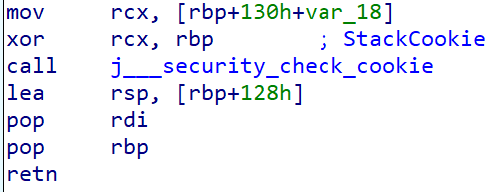 mov     rcx, [rbp+130h+var_18]
xor     rcx, rbp        ; StackCookie
call    j___security_check_cookie
lea     rsp, [rbp+128h]
pop     rdi
pop     rbp
retn